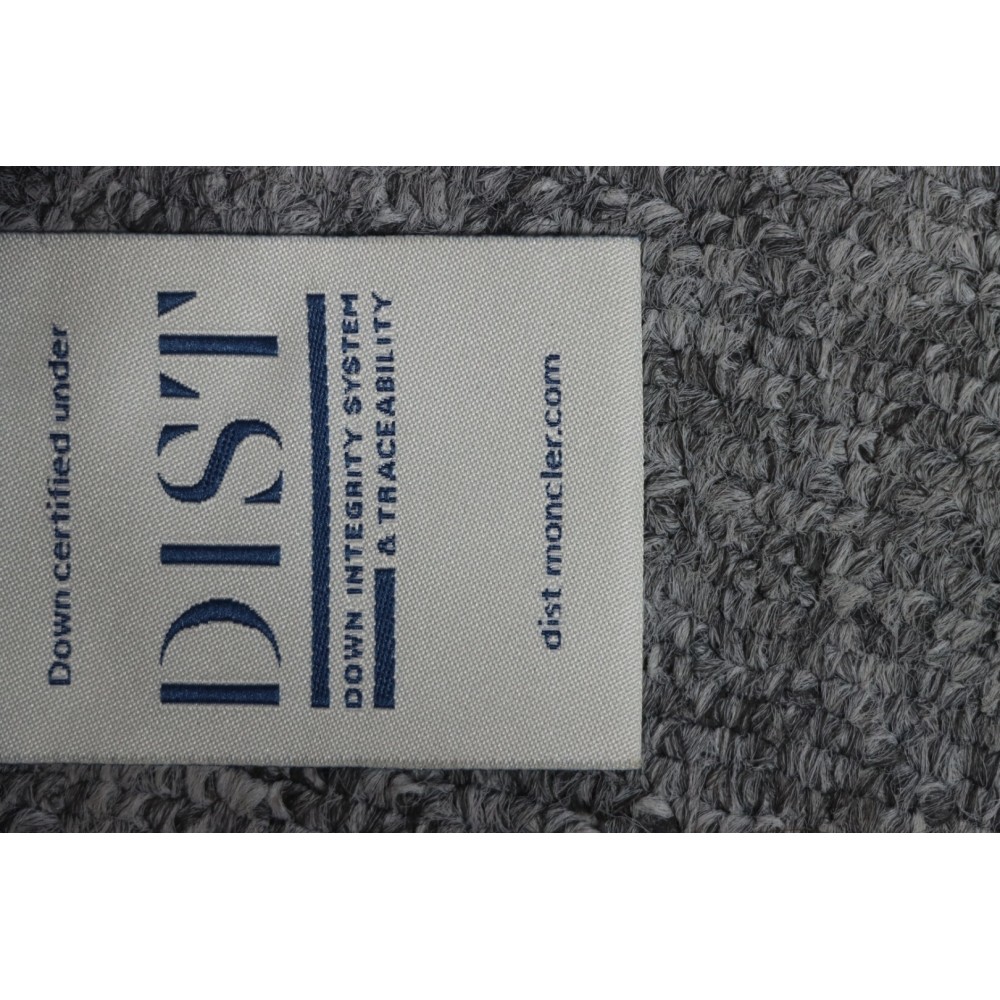 Down certified under
DIST
DOWN INTEGRITY SYSTEM
& TRACEABILITY
dist moncler.com